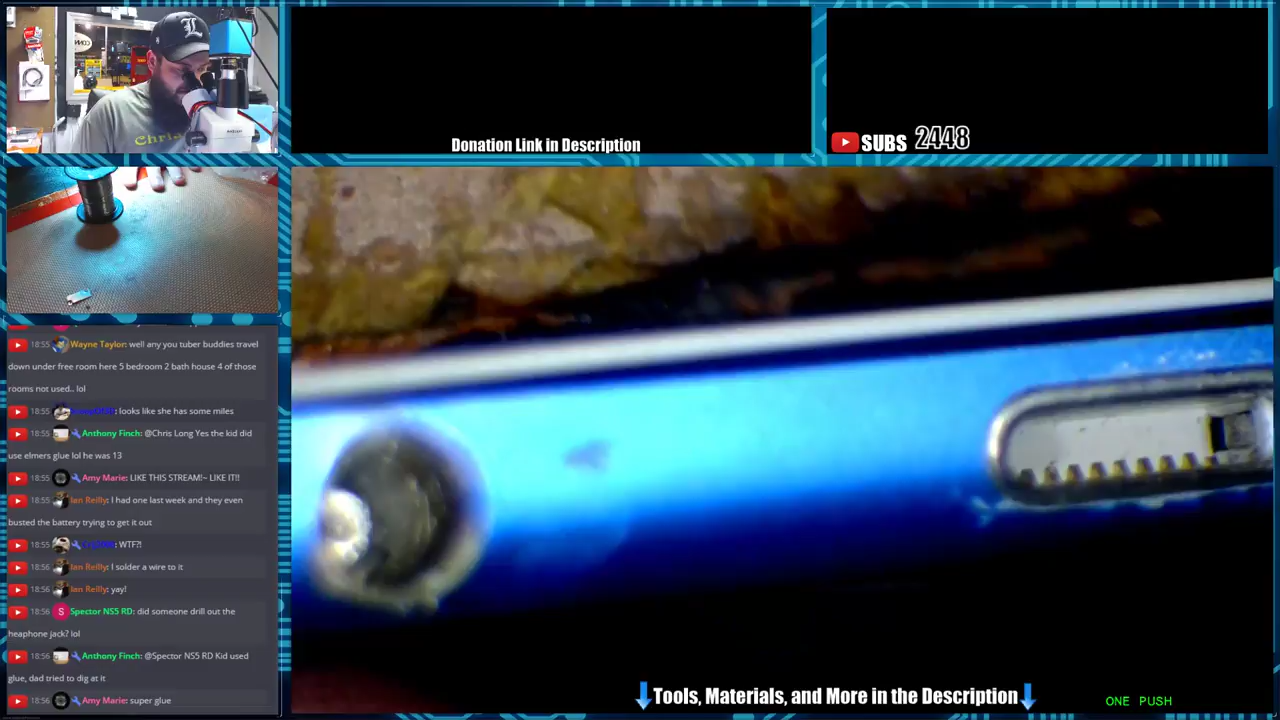 Donation Link in Description
SUBS 2448
Chris
18:55 Wayne Taylor: well any you tuber buddies travel
down under free room here 5 bedroom 2 bath house 4 of those
rooms not used.. lol
18:55 : looks like she has some miles
18:55 Anthony Finch: @Chris Long Yes the kid did
use elmers glue lol he was 13
18:55 Amy Marie: LIKE THIS STREAM!~ LIKE IT!!
18:55 Ian Reilly: I had one last week and they even
busted the battery trying to get it out
18:55 : WTF?!
18:56 Ian Reilly: I solder a wire to it
18:56 Ian Reilly: yay!
18:56 S Spector NS5 RD: did someone drill out the
heaphone jack? lol
18:56 Anthony Finch: @Spector NS5 RD Kid used
glue, dad tried to dig at it
18:56 Amy Marie: super glue
Tools, Materials, and More in the Description
ONE PUSH